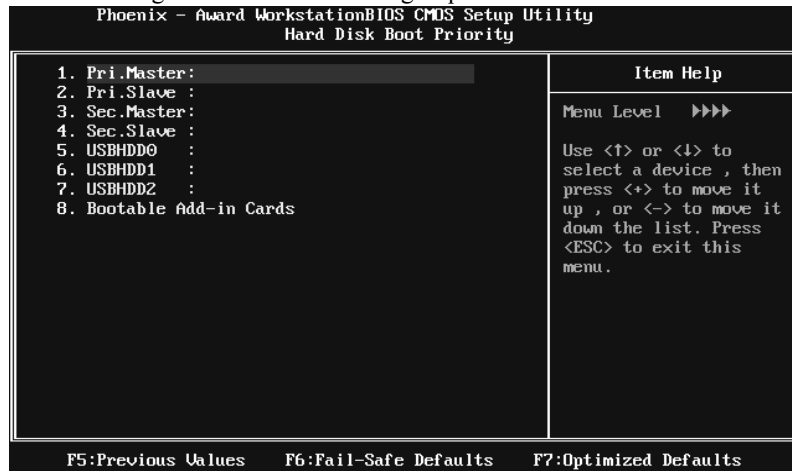 Phoenix - Award WorkstationBIOS CMOS Setup Utility
Hard Disk Boot Priority
1. Pri.Master:
2. Pri.Slave :
3. Sec.Master:
4. Sec.Slave :
5. USBHDD0 :
6. USBHDD1 :
7. USBHDD2 :
8. Bootable Add-in Cards
Item Help
Menu Level ▶▶▶▶
Use <↑> or <↓> to
select a device , then
press <+> to move it
up , or <-> to move it
down the list. Press
<ESC> to exit this
menu.
F5:Previous Values F6:Fail-Safe Defaults F7:Optimized Defaults